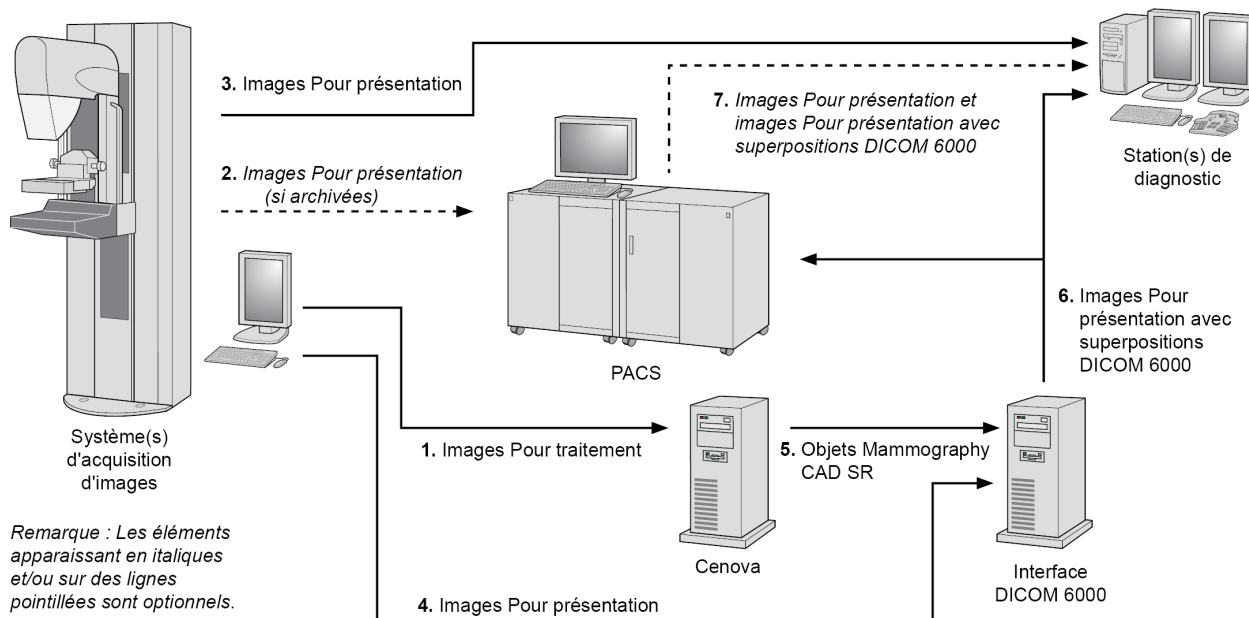 3. Images Pour présentation
7. Images Pour présentation et
images Pour présentation avec
superpositions DICOM 6000
Station(s) de
diagnostic
2. Images Pour présentation
(si archivées)
6. Images Pour
présentation avec
superpositions
DICOM 6000
PACS
Système(s)
d'acquisition
d'images
1. Images Pour traitement
5. Objets Mammography
CAD SR
Remarque : Les éléments
apparaissant en italiques
et/ou sur des lignes
pointillées sont optionnels.
Cenova
Interface
DICOM 6000
4. Images Pour présentation